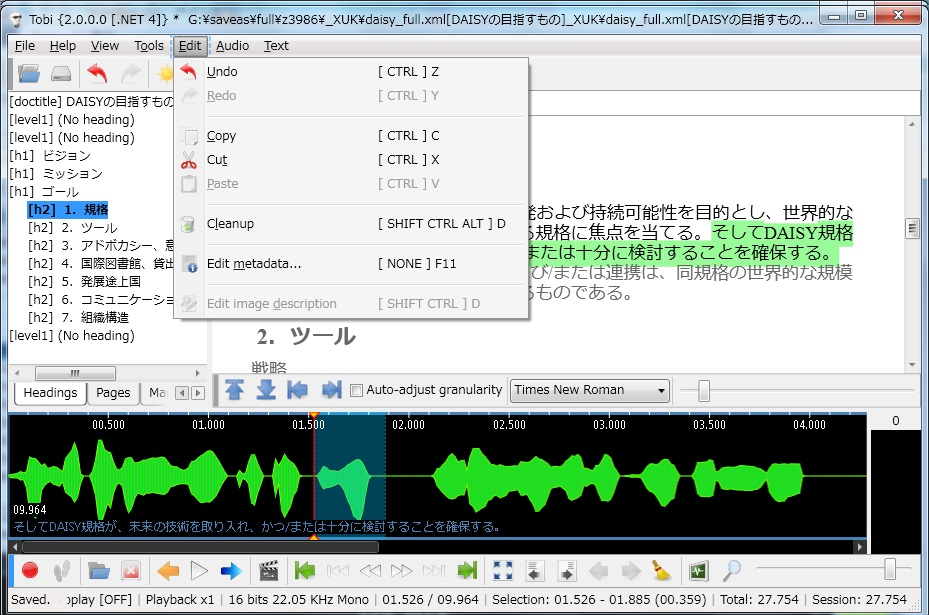 Tobi {2.0.0.0 [.NET 4]} * G:¥saveas¥full¥z3986¥_XUK¥daisy_full.xml[DAISYの目指すもの]_XUK¥daisy_full.xml[DAISYの目指すもの...
File Help View Tools Edit Audio Text
Undo [ CTRL ] Z
Redo [ CTRL ] Y
Copy [ CTRL ] C
Cut [ CTRL ] X
Paste [ CTRL ] V
Cleanup [ SHIFT CTRL ALT ] D
Edit metadata... [ NONE ] F11
Edit image description [ SHIFT CTRL ] D
[doctitle] DAISYの目指すもの
[level1] (No heading)
[level1] (No heading)
[h1] ビジョン
[h1] ミッション
[h1] ゴール
[h2] 1. 規格
[h2] 2. ツール
[h2] 3. アドボカシー、意
[h2] 4. 国際図書館、貸出
[h2] 5. 発展途上国
[h2] 6. コミュニケーショ
[h2] 7. 組織構造
[level1] (No heading)
発および持続可能性を目的とし、世界的な
規格に焦点を当てる。そしてDAISY規格
または十分に検討することを確保する。
び/または連携は、同規格の世界的な規模
るものである。
2. ツール
戦略
Headings Pages Ma
Auto-adjust granularity Times New Roman
00.500 01.000 01.500 02.000 02.500 03.000 03.500 04.000 0
09.964
そしてDAISY規格が、未来の技術を取り入れ、かつ/または十分に検討することを確保する。
Saved. oplay [OFF] Playback x1 16 bits 22.05 KHz Mono 01.526 / 09.964 Selection: 01.526 - 01.885 (00.359) Total: 27.754 Session: 27.754